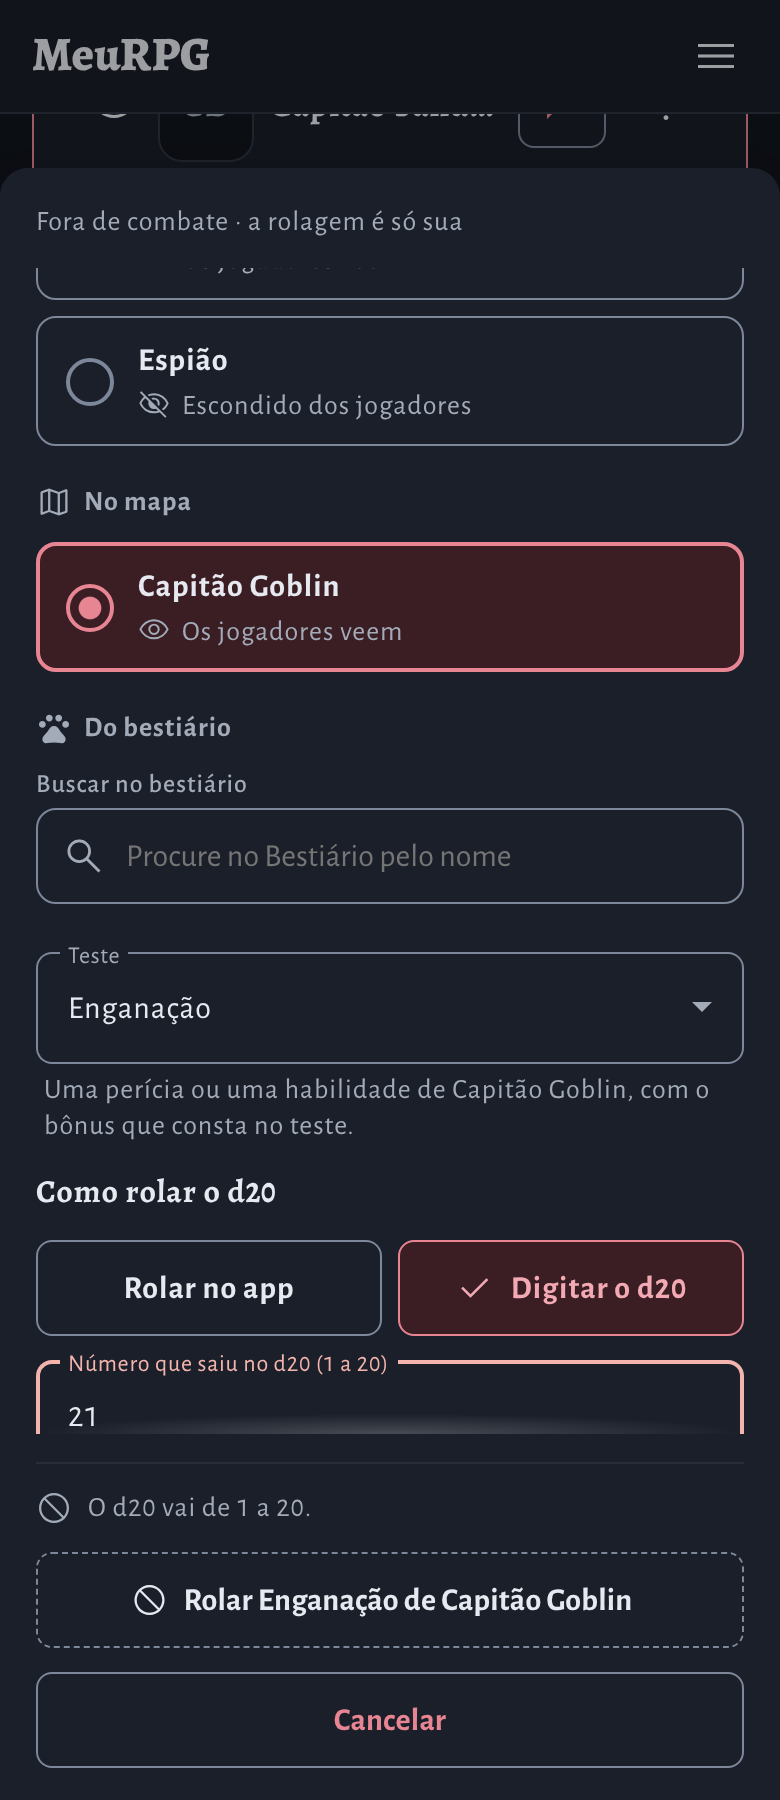 MeuRPG
Fora de combate · a rolagem é só sua
Espião
Escondido dos jogadores
No mapa
Capitão Goblin
Os jogadores veem
Do bestiário
Buscar no bestiário
Procure no Bestiário pelo nome
Teste
Enganação
Uma perícia ou uma habilidade de Capitão Goblin, com o
bônus que consta no teste.
Como rolar o d20
Rolar no app
Digitar o d20
Número que saiu no d20 (1 a 20)
21
O d20 vai de 1 a 20.
Rolar Enganação de Capitão Goblin
Cancelar